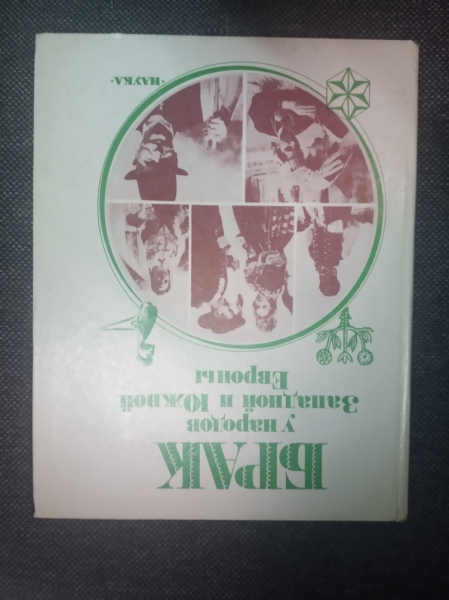 БРАК
у народов
Западной и Южной
Европы
·НАУКА·